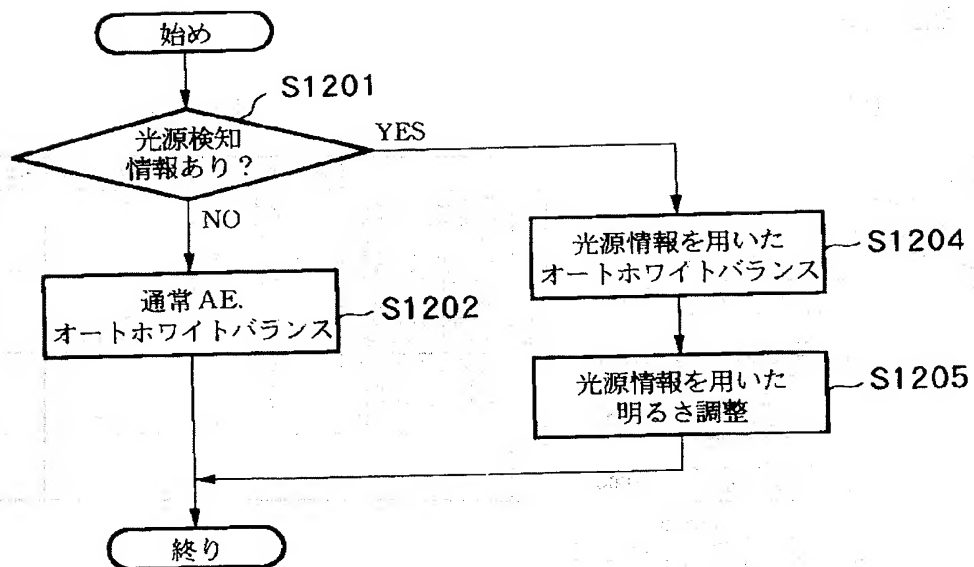 始め
S1201
光源検知
情報あり？
YES
NO
通常AE.
オートホワイトバランス
S1202
光源情報を用いた
オートホワイトバランス
S1204
光源情報を用いた
明るさ調整
S1205
終り